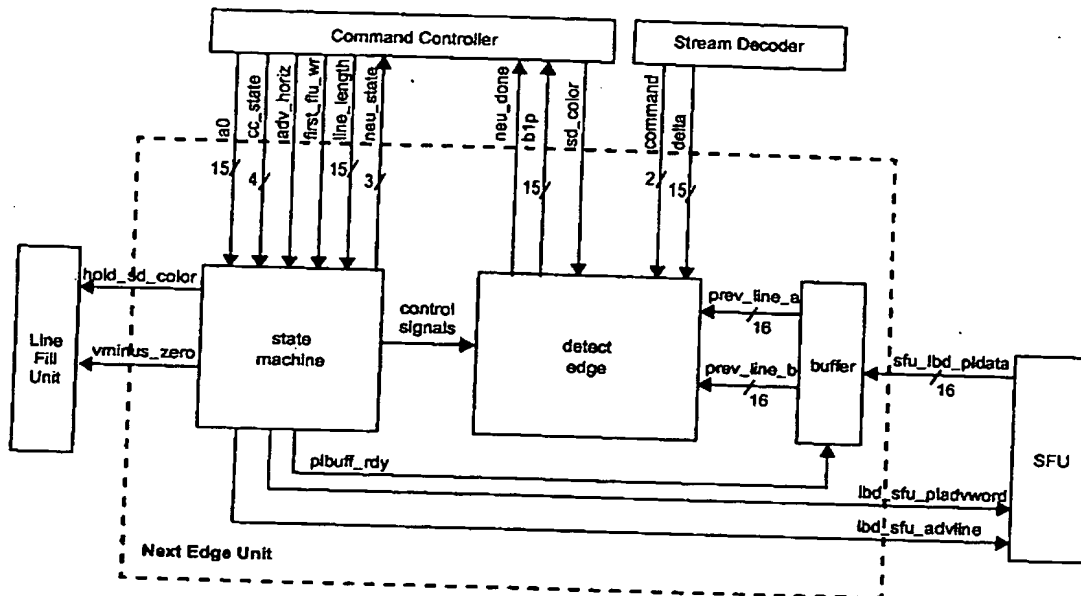 Command Controller
Stream Decoder
a0
cc_state
adv_horiz
first_flu_wr
line_length
neu_state
neu_done
b1p
sd_color
command
delta
15
4
15
3
15
2
15
hold_sd_color
vminus_zero
Line
Fill
Unit
state
machine
control
signals
detect
edge
prev_line_a
16
prev_line_b
16
buffer
sfu_lbd_pldata
16
SFU
plbuff_rdy
lbd_sfu_pladvword
lbd_sfu_advline
Next Edge Unit